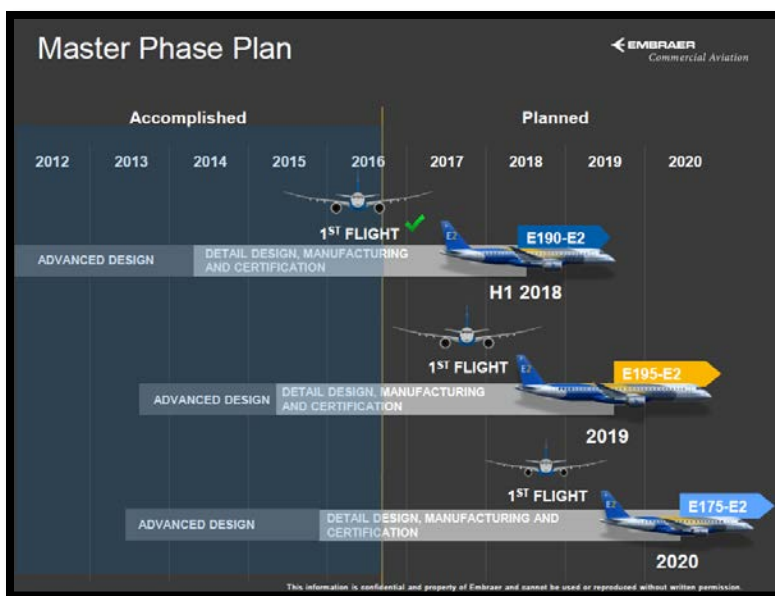 Master Phase Plan
EMBRAER
Commercial Aviation
Accomplished
Planned
2012 2013 2014 2015 2016 2017 2018 2019 2020
1ST FLIGHT
E2
E190-E2
ADVANCED DESIGN
DETAIL DESIGN, MANUFACTURING
AND CERTIFICATION
H1 2018
1ST FLIGHT
E2
E195-E2
ADVANCED DESIGN
DETAIL DESIGN, MANUFACTURING
AND CERTIFICATION
2019
1ST FLIGHT
E2
E175-E2
ADVANCED DESIGN
DETAIL DESIGN, MANUFACTURING AND
CERTIFICATION
2020
This information is confidential and property of Embraer and cannot be used or reproduced without written permission.